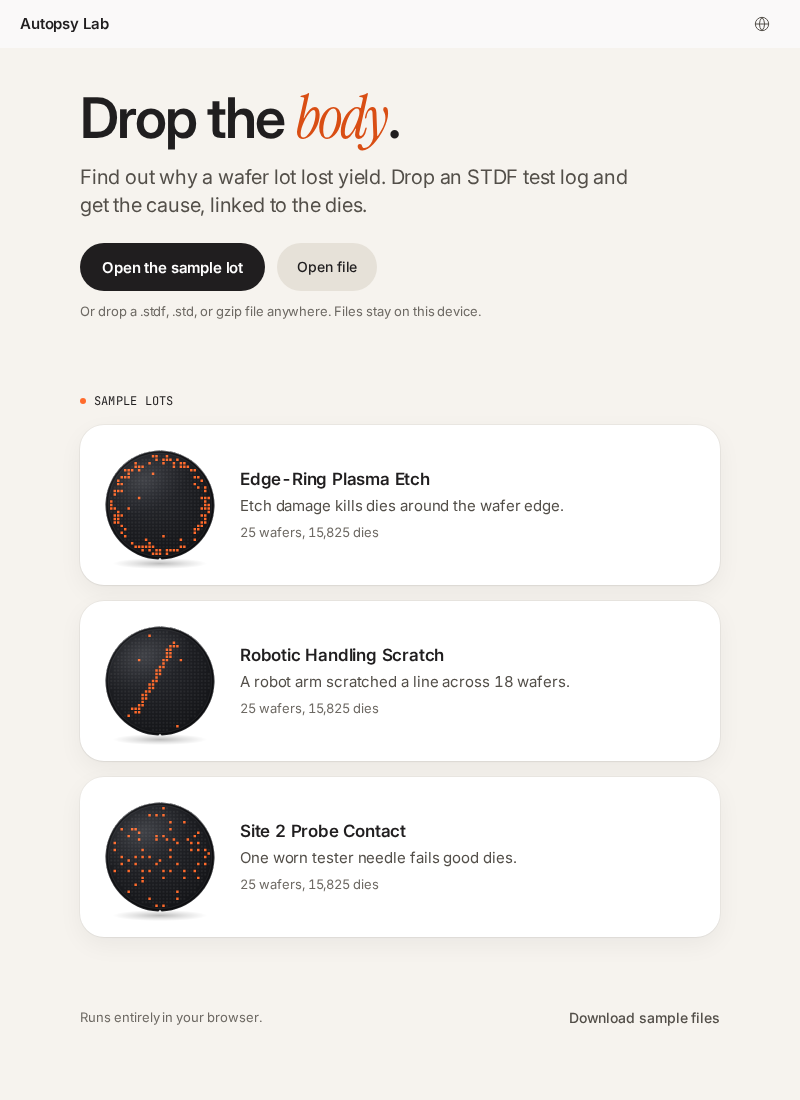 Autopsy Lab
Drop the body.
Find out why a wafer lot lost yield. Drop an STDF test log and
get the cause, linked to the dies.
Open the sample lot
Open file
Or drop a .stdf, .std, or gzip file anywhere. Files stay on this device.
SAMPLE LOTS
Edge-Ring Plasma Etch
Etch damage kills dies around the wafer edge.
25 wafers, 15,825 dies
Robotic Handling Scratch
A robot arm scratched a line across 18 wafers.
25 wafers, 15,825 dies
Site 2 Probe Contact
One worn tester needle fails good dies.
25 wafers, 15,825 dies
Runs entirely in your browser.
Download sample files